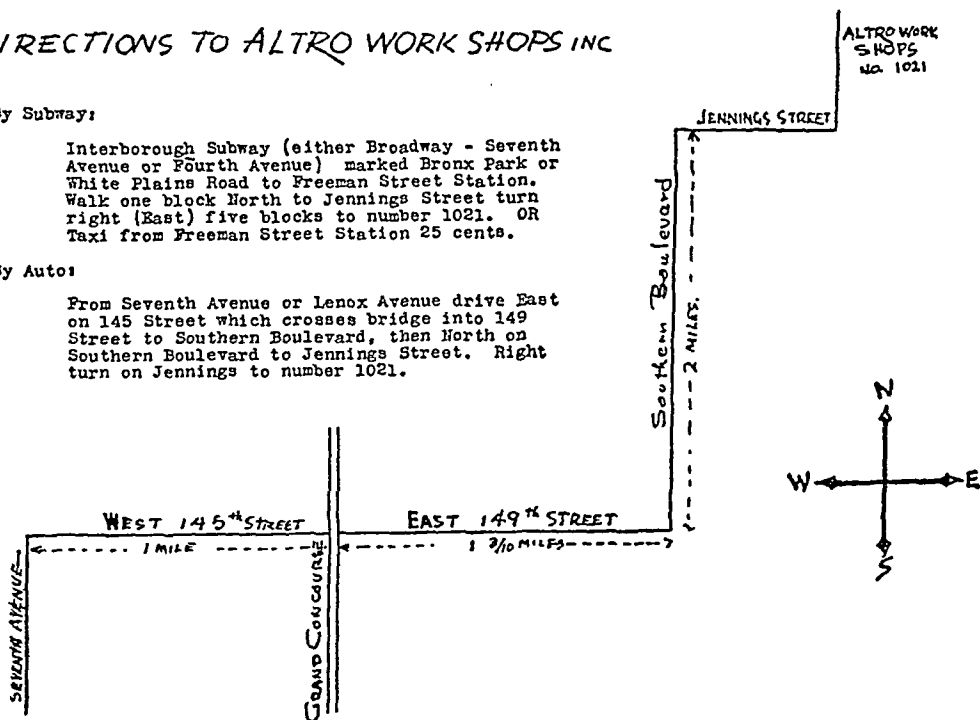 IRECTIONS TO ALTRO WORK SHOPS INC
y Subway:
Interborough Subway (either Broadway - Seventh
Avenue or Fourth Avenue) marked Bronx Park or
White Plains Road to Freeman Street Station.
Walk one block North to Jennings Street turn
right (East) five blocks to number 1021. OR
Taxi from Freeman Street Station 25 cents.
y Auto:
From Seventh Avenue or Lenox Avenue drive East
on 145 Street which crosses bridge into 149
Street to Southern Boulevard, then North on
Southern Boulevard to Jennings Street. Right
turn on Jennings to number 1021.
ALTRO WORK
SHOPS
No. 1021
JENNINGS STREET
Southern Boulevard
2 MILES.
N
W E
S
WEST 145th STREET
EAST 149th STREET
1 MILE
1 3/10 MILES
SEVENTH AVENUE
GRAND CONCOURSE